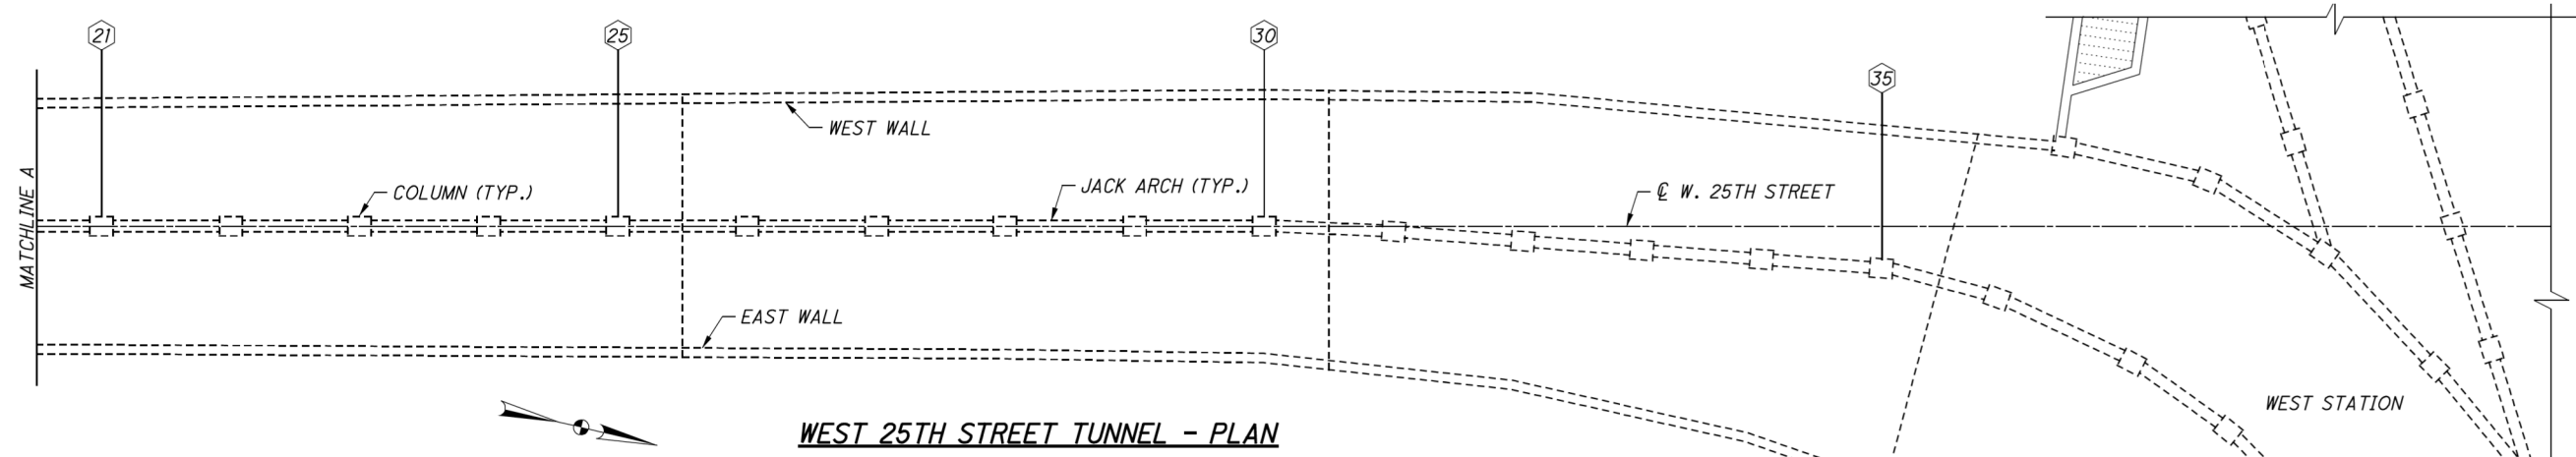 21
25
30
35
WEST WALL
MATCHLINE A
COLUMN (TYP.)
JACK ARCH (TYP.)
℄ W. 25TH STREET
EAST WALL
WEST STATION
WEST 25TH STREET TUNNEL - PLAN